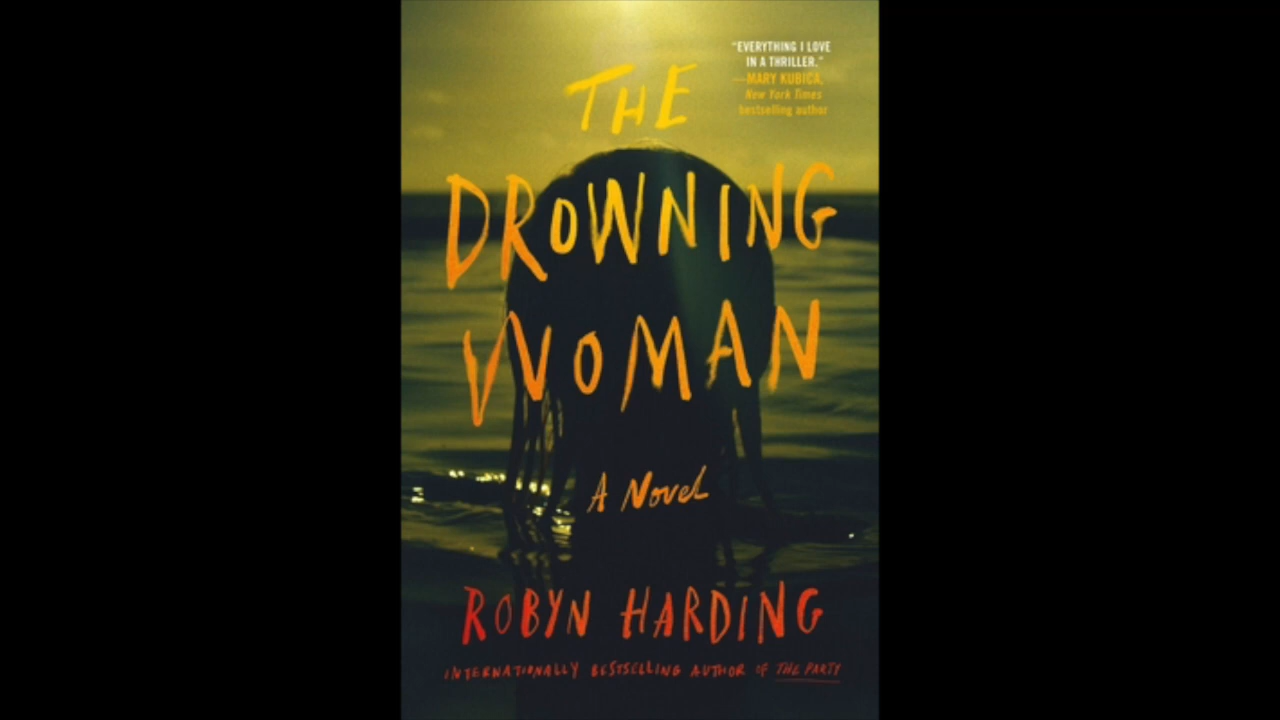 "EVERYTHING I LOVE
IN A THRILLER."
—MARY KUBICA,
New York Times
bestselling author
THE
DROWNING
WOMAN
A Novel
ROBYN HARDING
INTERNATIONALLY BESTSELLING AUTHOR OF THE PARTY